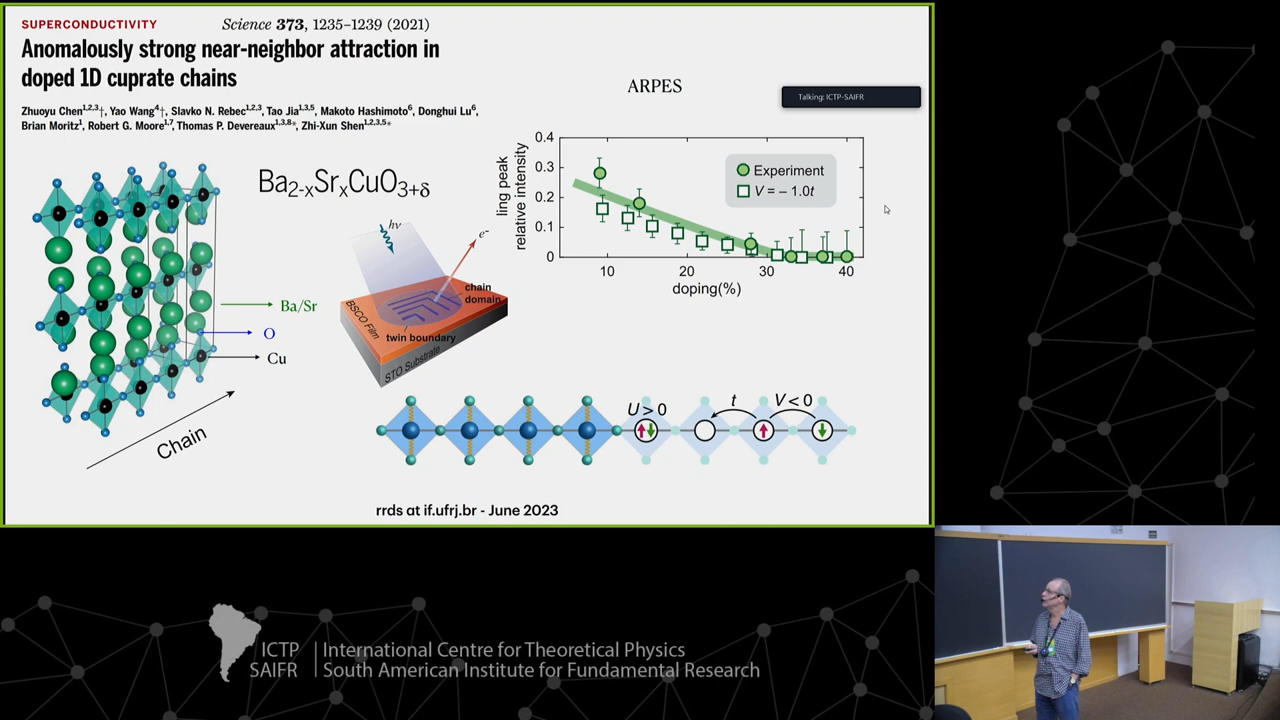 SUPERCONDUCTIVITY
Science 373, 1235–1239 (2021)
Anomalously strong near-neighbor attraction in
doped 1D cuprate chains
Zhuoyu Chen1,2,3†, Yao Wang4†, Slavko N. Rebec1,2,3, Tao Jia1,3,5, Makoto Hashimoto6, Donghui Lu6,
Brian Moritz1, Robert G. Moore1,7, Thomas P. Devereaux1,3,8*, Zhi-Xun Shen1,2,3,5*
ARPES
Talking: ICTP-SAIFR
Ba2-xSrxCuO3+δ
ling peak
relative intensity
0.4
0.3
0.2
0.1
0
10
20
30
40
doping(%)
Experiment
V = – 1.0t
hν
e-
chain
domain
BSCO Film
twin boundary
STO Substrate
Ba/Sr
O
Cu
Chain
U > 0
t
V < 0
rrds at if.ufrj.br - June 2023
ICTP
SAIFR
International Centre for Theoretical Physics
South American Institute for Fundamental Research